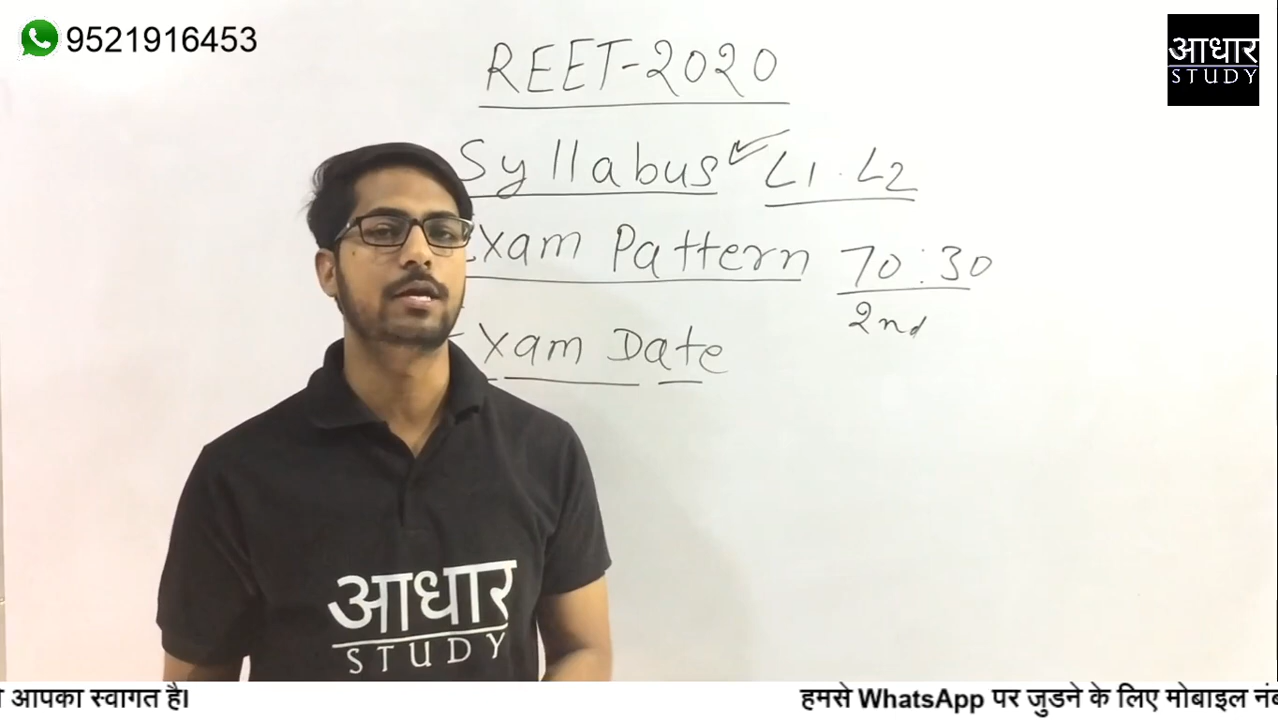 9521916453
आधार
STUDY
REET-2020
Syllabus L1. L2
Exam Pattern 70:30
2nd
Exam Date
आधार
STUDY
आपका स्वागत है।
हमसे WhatsApp पर जुडने के लिए मोबाइल